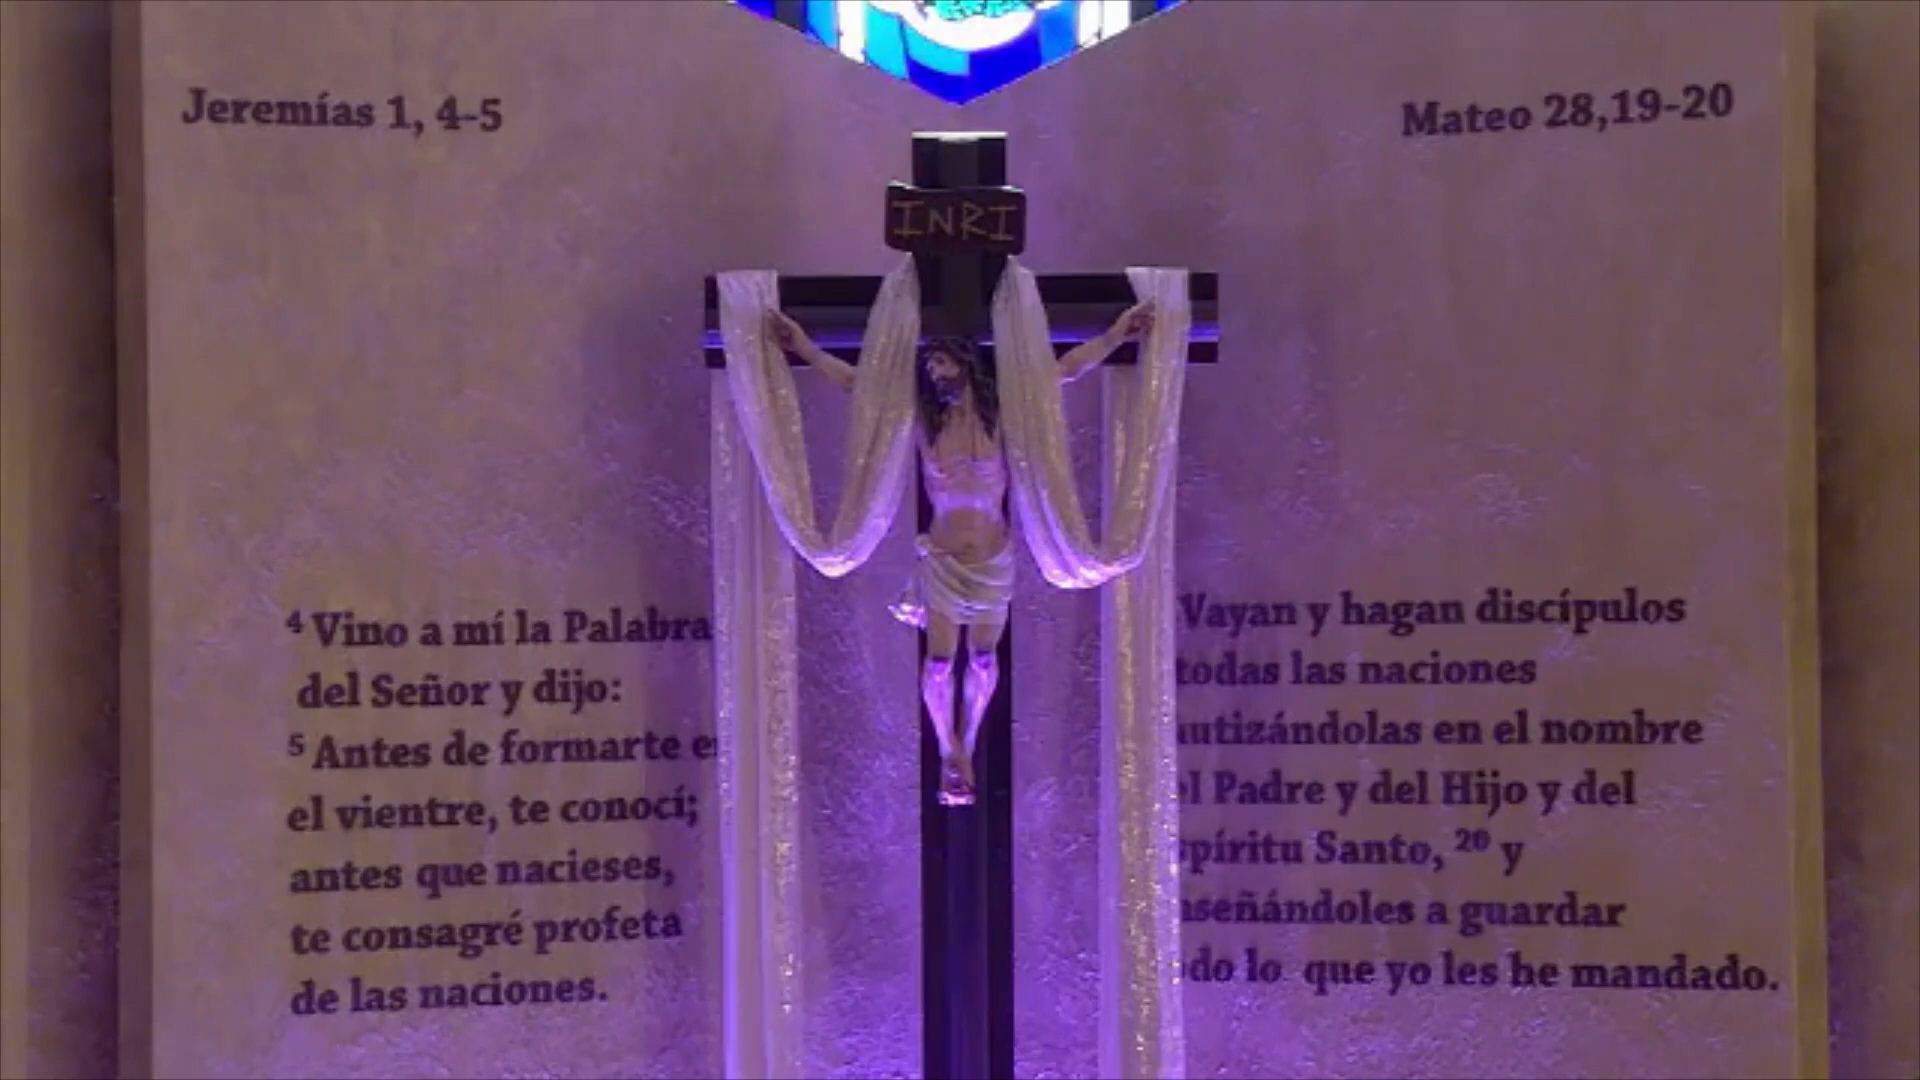 Jeremías 1, 4-5
⁴ Vino a mí la Palabra
del Señor y dijo:
⁵ Antes de formarte
el vientre, te conocí;
antes que nacieses,
te consagré profeta
de las naciones.
INRI
Mateo 28,19-20
Vayan y hagan discípulos
todas las naciones
en el nombre
Padre y del Hijo y del
Santo, ²⁰ y
a guardar
lo que yo les he mandado.